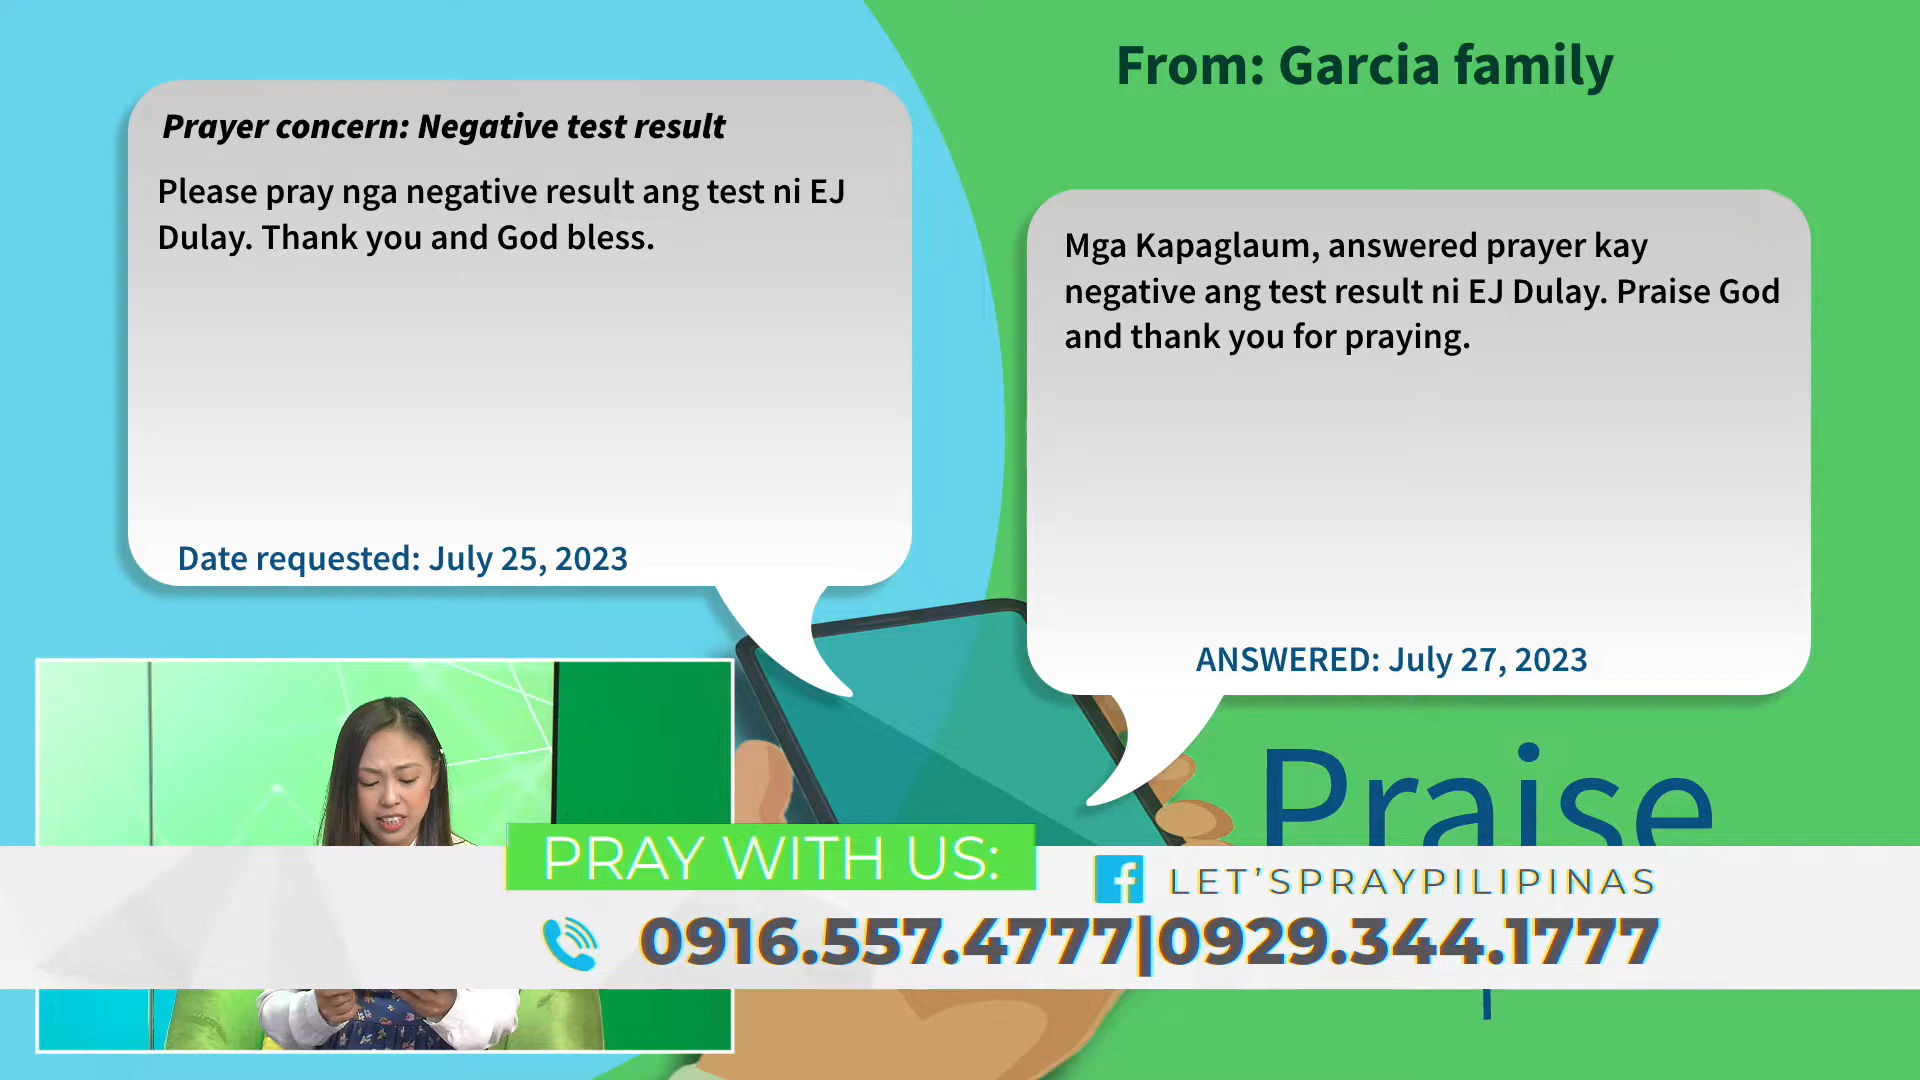 From: Garcia family
Prayer concern: Negative test result
Please pray nga negative result ang test ni EJ
Dulay. Thank you and God bless.
Date requested: July 25, 2023
Mga Kapaglaum, answered prayer kay
negative ang test result ni EJ Dulay. Praise God
and thank you for praying.
ANSWERED: July 27, 2023
Praise
PRAY WITH US:
LET'SPRAYPILIPINAS
0916.557.4777|0929.344.1777